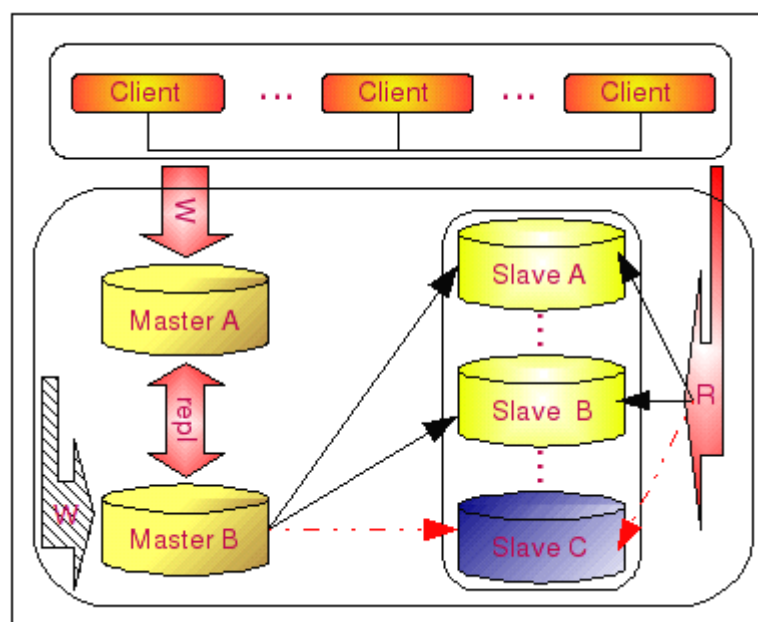 Client ... Client ... Client
W
Slave A
Master A
repl
Slave B
R
W
Master B
Slave C